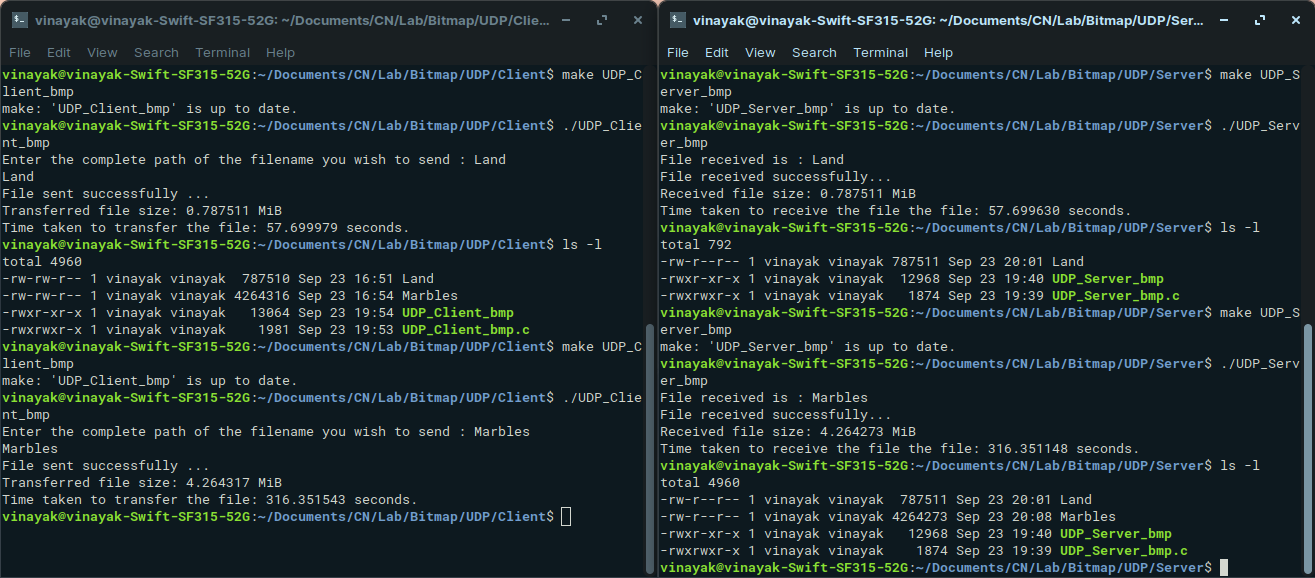 vinayak@vinayak-Swift-SF315-52G: ~/Documents/CN/Lab/Bitmap/UDP/Clie...
File Edit View Search Terminal Help
vinayak@vinayak-Swift-SF315-52G:~/Documents/CN/Lab/Bitmap/UDP/Client$ make UDP_C
lient_bmp
make: 'UDP_Client_bmp' is up to date.
vinayak@vinayak-Swift-SF315-52G:~/Documents/CN/Lab/Bitmap/UDP/Client$ ./UDP_Clie
nt_bmp
Enter the complete path of the filename you wish to send : Land
Land
File sent successfully ...
Transferred file size: 0.787511 MiB
Time taken to transfer the file: 57.699979 seconds.
vinayak@vinayak-Swift-SF315-52G:~/Documents/CN/Lab/Bitmap/UDP/Client$ ls -l
total 4960
-rw-rw-r-- 1 vinayak vinayak  787510 Sep 23 16:51 Land
-rw-rw-r-- 1 vinayak vinayak 4264316 Sep 23 16:54 Marbles
-rwxr-xr-x 1 vinayak vinayak   13064 Sep 23 19:54 UDP_Client_bmp
-rwxrwxr-x 1 vinayak vinayak    1981 Sep 23 19:53 UDP_Client_bmp.c
vinayak@vinayak-Swift-SF315-52G:~/Documents/CN/Lab/Bitmap/UDP/Client$ make UDP_C
lient_bmp
make: 'UDP_Client_bmp' is up to date.
vinayak@vinayak-Swift-SF315-52G:~/Documents/CN/Lab/Bitmap/UDP/Client$ ./UDP_Clie
nt_bmp
Enter the complete path of the filename you wish to send : Marbles
Marbles
File sent successfully ...
Transferred file size: 4.264317 MiB
Time taken to transfer the file: 316.351543 seconds.
vinayak@vinayak-Swift-SF315-52G:~/Documents/CN/Lab/Bitmap/UDP/Client$
vinayak@vinayak-Swift-SF315-52G: ~/Documents/CN/Lab/Bitmap/UDP/Ser...
File Edit View Search Terminal Help
vinayak@vinayak-Swift-SF315-52G:~/Documents/CN/Lab/Bitmap/UDP/Server$ make UDP_S
erver_bmp
make: 'UDP_Server_bmp' is up to date.
vinayak@vinayak-Swift-SF315-52G:~/Documents/CN/Lab/Bitmap/UDP/Server$ ./UDP_Serv
er_bmp
File received is : Land
File received successfully...
Received file size: 0.787511 MiB
Time taken to receive the file the file: 57.699630 seconds.
vinayak@vinayak-Swift-SF315-52G:~/Documents/CN/Lab/Bitmap/UDP/Server$ ls -l
total 792
-rw-r--r-- 1 vinayak vinayak 787511 Sep 23 20:01 Land
-rwxr-xr-x 1 vinayak vinayak  12968 Sep 23 19:40 UDP_Server_bmp
-rwxrwxr-x 1 vinayak vinayak   1874 Sep 23 19:39 UDP_Server_bmp.c
vinayak@vinayak-Swift-SF315-52G:~/Documents/CN/Lab/Bitmap/UDP/Server$ make UDP_S
erver_bmp
make: 'UDP_Server_bmp' is up to date.
vinayak@vinayak-Swift-SF315-52G:~/Documents/CN/Lab/Bitmap/UDP/Server$ ./UDP_Serv
er_bmp
File received is : Marbles
File received successfully...
Received file size: 4.264273 MiB
Time taken to receive the file the file: 316.351148 seconds.
vinayak@vinayak-Swift-SF315-52G:~/Documents/CN/Lab/Bitmap/UDP/Server$ ls -l
total 4960
-rw-r--r-- 1 vinayak vinayak  787511 Sep 23 20:01 Land
-rw-r--r-- 1 vinayak vinayak 4264273 Sep 23 20:08 Marbles
-rwxr-xr-x 1 vinayak vinayak   12968 Sep 23 19:40 UDP_Server_bmp
-rwxrwxr-x 1 vinayak vinayak    1874 Sep 23 19:39 UDP_Server_bmp.c
vinayak@vinayak-Swift-SF315-52G:~/Documents/CN/Lab/Bitmap/UDP/Server$